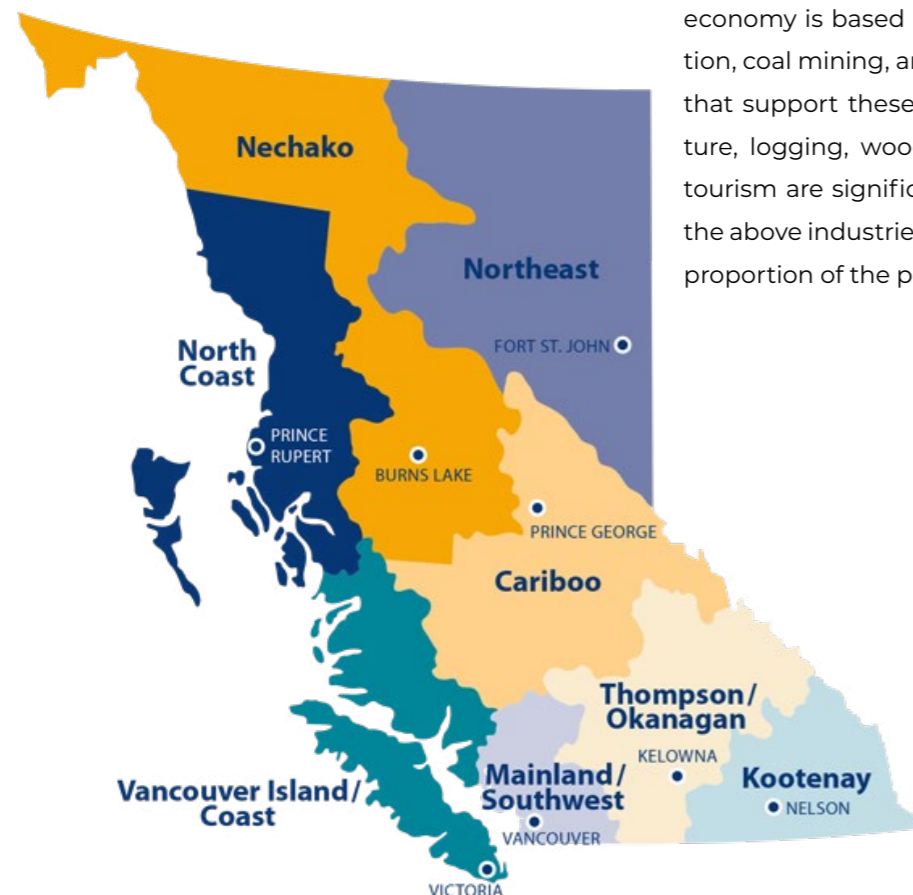 economy is based
tion, coal mining, an
that support these
ture, logging, woo
tourism are signific
the above industrie
proportion of the p
Nechako
Northeast
FORT ST. JOHN
North
Coast
PRINCE
RUPERT
BURNS LAKE
PRINCE GEORGE
Cariboo
Thompson/
Okanagan
KELOWNA
Kootenay
NELSON
Mainland/
Southwest
VANCOUVER
Vancouver Island/
Coast
VICTORIA